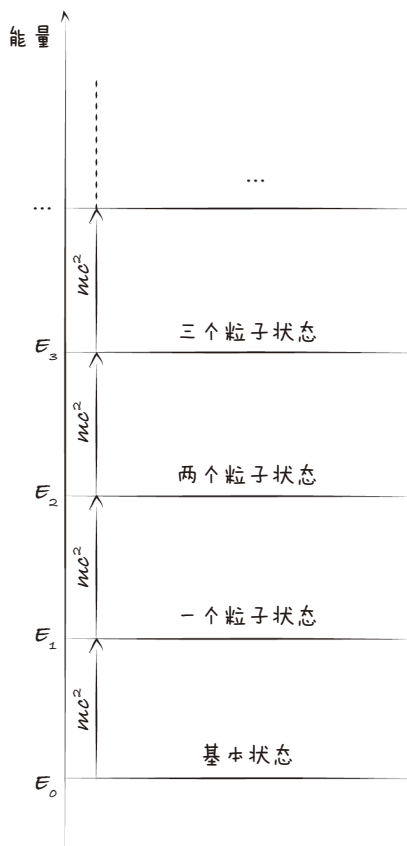 能量
...
...
mc²
三个粒子状态
E₃
mc²
两个粒子状态
E₂
mc²
一个粒子状态
E₁
mc²
基本状态
E₀